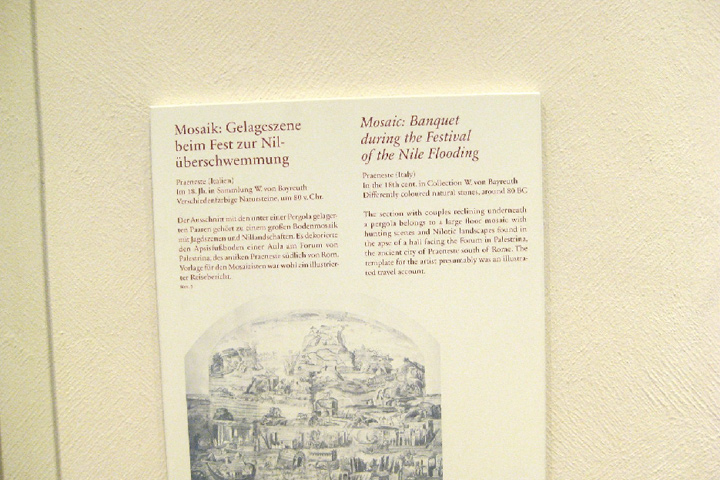 Mosaik: Gelageszene
beim Fest zur Nil-
überschwemmung
Praeneste (Italien)
Im 18. Jh. in Sammlung W. von Bayreuth
Verschiedenfarbige Natursteine, um 80 v. Chr.
Der Ausschnitt mit den unter einer Pergola gelager-
ten Paaren gehört zu einem großen Bodenmosaik
mit Jagdszenen und Nillandschaften. Es dekorierte
den Apsisfußboden einer Aula am Forum von
Palestrina, des antiken Praeneste südlich von Rom.
Vorlage für den Mosaizisten war wohl ein illustrier-
ter Reisebericht.
Mosaic: Banquet
during the Festival
of the Nile Flooding
Praeneste (Italy)
In the 18th cent. in Collection W. von Bayreuth
Differently coloured natural stones, around 80 BC
The section with couples reclining underneath
a pergola belongs to a large floor mosaic with
hunting scenes and Nilotic landscapes found in
the apse of a hall facing the Forum in Palestrina,
the ancient city of Praeneste south of Rome. The
template for the artist presumably was an illustra-
ted travel account.